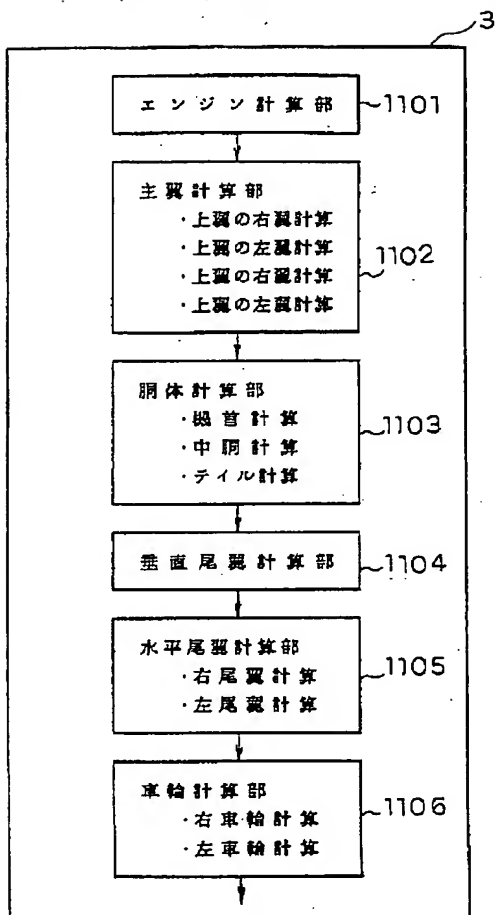 3
エンジン計算部 1101
主翼計算部
・上翼の右翼計算
・上翼の左翼計算 1102
・上翼の右翼計算
・上翼の左翼計算
胴体計算部
・機首計算 1103
・中胴計算
・テイル計算
垂直尾翼計算部 1104
水平尾翼計算部
・右尾翼計算 1105
・左尾翼計算
車輪計算部
・右車輪計算 1106
・左車輪計算